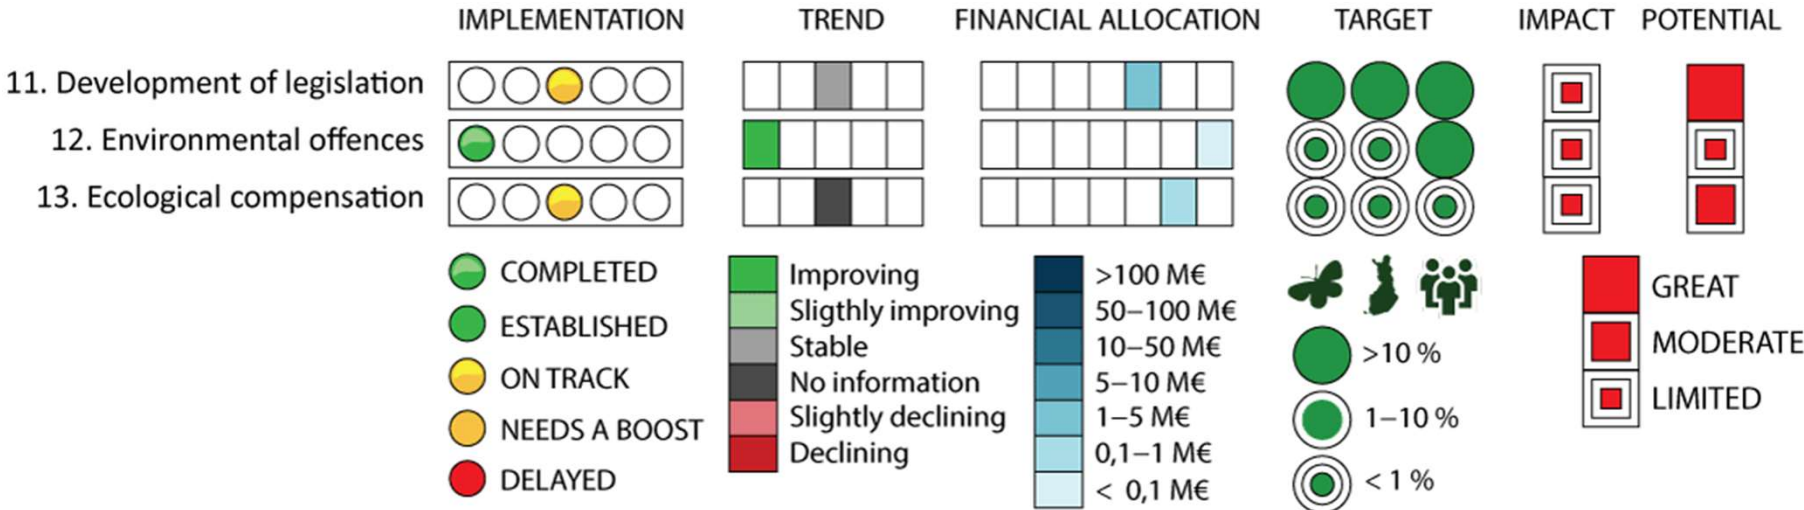 IMPLEMENTATION TREND FINANCIAL ALLOCATION TARGET IMPACT POTENTIAL
11. Development of legislation
12. Environmental offences
13. Ecological compensation
COMPLETED
ESTABLISHED
ON TRACK
NEEDS A BOOST
DELAYED
Improving
Sligthly improving
Stable
No information
Slightly declining
Declining
>100 M€
50–100 M€
10–50 M€
5–10 M€
1–5 M€
0,1–1 M€
< 0,1 M€
>10 %
1–10 %
< 1 %
GREAT
MODERATE
LIMITED